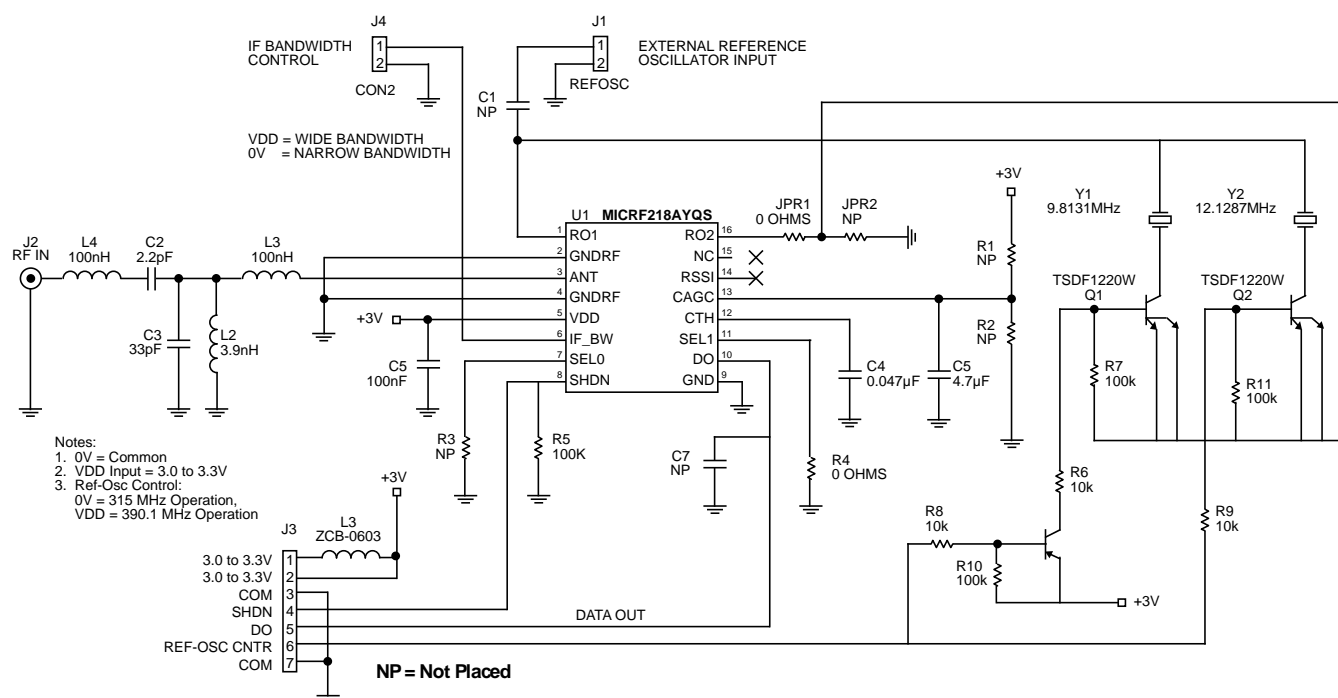 J4
IF BANDWIDTH
CONTROL
1
2
CON2
J1
1
2
EXTERNAL REFERENCE
OSCILLATOR INPUT
REFOSC
C1
NP
VDD = WIDE BANDWIDTH
0V = NARROW BANDWIDTH
+3V
Y1
9.8131MHz
Y2
12.1287MHz
U1 MICRF218AYQS
JPR1
0 OHMS
JPR2
NP
1 RO1
2 GNDRF
3 ANT
4 GNDRF
5 VDD
6 IF_BW
7 SEL0
8 SHDN
RO2 16
NC 15
RSSI 14
CAGC 13
CTH 12
SEL1 11
DO 10
GND 9
J2
RF IN
L4
100nH
C2
2.2pF
L3
100nH
R1
NP
R2
NP
TSDF1220W
Q1
TSDF1220W
Q2
+3V
C3
33pF
L2
3.9nH
C5
100nF
C4
0.047µF
C5
4.7µF
R7
100k
R11
100k
Notes:
1. 0V = Common
2. VDD Input = 3.0 to 3.3V
3. Ref-Osc Control:
0V = 315 MHz Operation,
VDD = 390.1 MHz Operation
R3
NP
R5
100K
C7
NP
R4
0 OHMS
R6
10k
R9
10k
R8
10k
R10
100k
+3V
+3V
J3
L3
ZCB-0603
3.0 to 3.3V 1
3.0 to 3.3V 2
COM 3
SHDN 4
DO 5
REF-OSC CNTR 6
COM 7
DATA OUT
NP = Not Placed